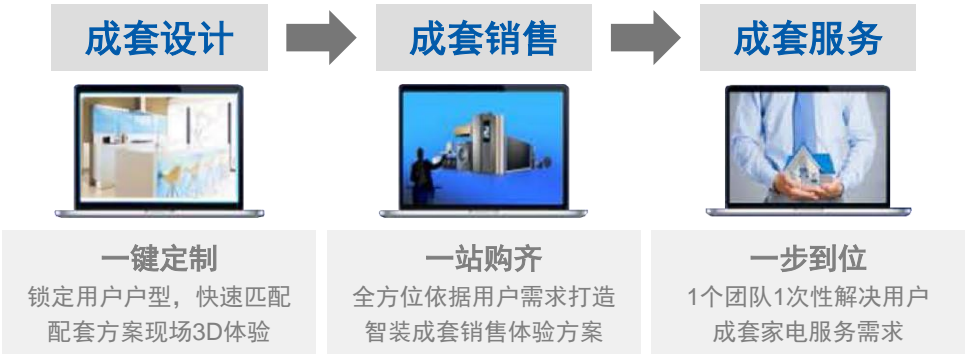 成套设计
成套销售
成套服务
一键定制
锁定用户户型，快速匹配
配套方案现场3D体验
一站购齐
全方位依据用户需求打造
智装成套销售体验方案
一步到位
1个团队1次性解决用户
成套家电服务需求